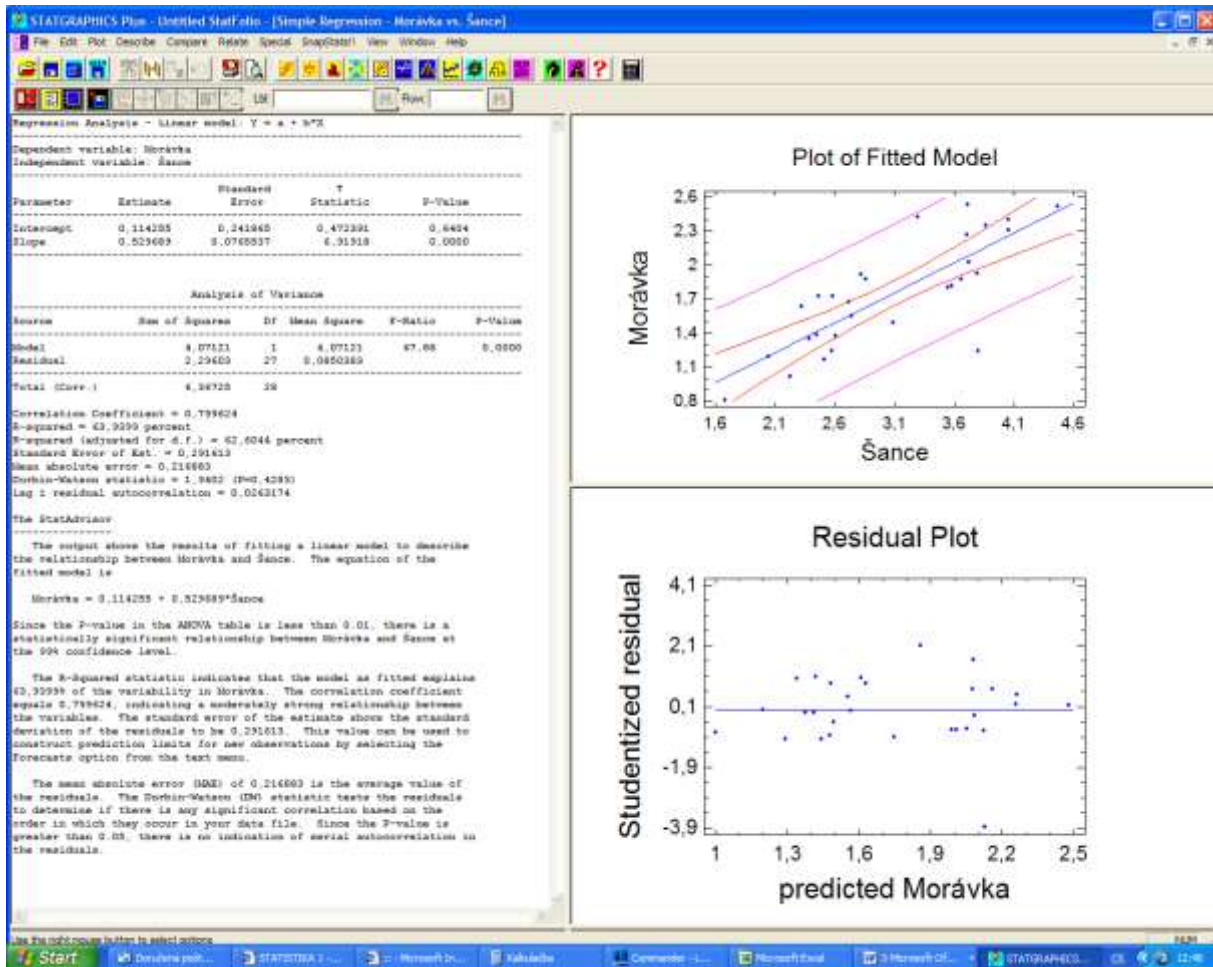 STATGRAPHICS Plus - Untitled StatFolio - [Simple Regression - Morávka vs. Šance]
File Edit Plot Describe Compare Relate Special SnapStats!! View Window Help
Lbl: Row:
Regression Analysis - Linear model: Y = a + b*X
Dependent variable: Morávka
Independent variable: Šance
Standard T
Parameter Estimate Error Statistic P-Value
Intercept 0,114255 0,472391 0,6404
Slope 0,529689 6,91918 0,0000
Analysis of Variance
Source Sum of Squares Df Mean Square F-Ratio P-Value
Model 4,07121 1 4,07121 47,88 0,0000
Residual 2,29603 27
Total (Corr.) 28
Correlation Coefficient = 0,799624
R-squared = 63,9399 percent
R-squared (adjusted for d.f.) = 62,6044 percent
Standard Error of Est. = 0,291613
Mean absolute error = 0,216883
Durbin-Watson statistic = (P=0,4285)
Lag 1 residual autocorrelation = 0,0263174
The StatAdvisor
The output shows the results of fitting a linear model to describe
the relationship between Morávka and Šance. The equation of the
fitted model is
Morávka = 0,114255 + 0,529689*Šance
Since the P-value in the ANOVA table is less than 0.01, there is a
statistically significant relationship between Morávka and Šance at
the 99% confidence level.
The R-Squared statistic indicates that the model as fitted explains
63,9399% of the variability in Morávka. The correlation coefficient
equals 0,799624, indicating a moderately strong relationship between
the variables. The standard error of the estimate shows the standard
deviation of the residuals to be 0,291613. This value can be used to
construct prediction limits for new observations by selecting the
Forecasts option from the text menu.
The mean absolute error (MAE) of 0,216883 is the average value of
the residuals. The Durbin-Watson (DW) statistic tests the residuals
to determine if there is any significant correlation based on the
order in which they occur in your data file. Since the P-value is
greater than 0.05, there is no indication of serial autocorrelation in
the residuals.
Plot of Fitted Model
Morávka
2,6
2,3
2
1,7
1,4
1,1
0,8
1,6 2,1 2,6 3,1 3,6 4,1 4,6
Šance
Residual Plot
Studentized residual
4,1
2,1
0,1
-1,9
-3,9
1 1,3 1,6 1,9 2,2 2,5
predicted Morávka
Use the right mouse button to select options NUM
Start Doručená pošt... STATISTIKA 1 -... Microsoft In... Kalkulačka Commander Microsoft Excel 3 Microsoft Of... STATGRAPHICS... CS 12:48